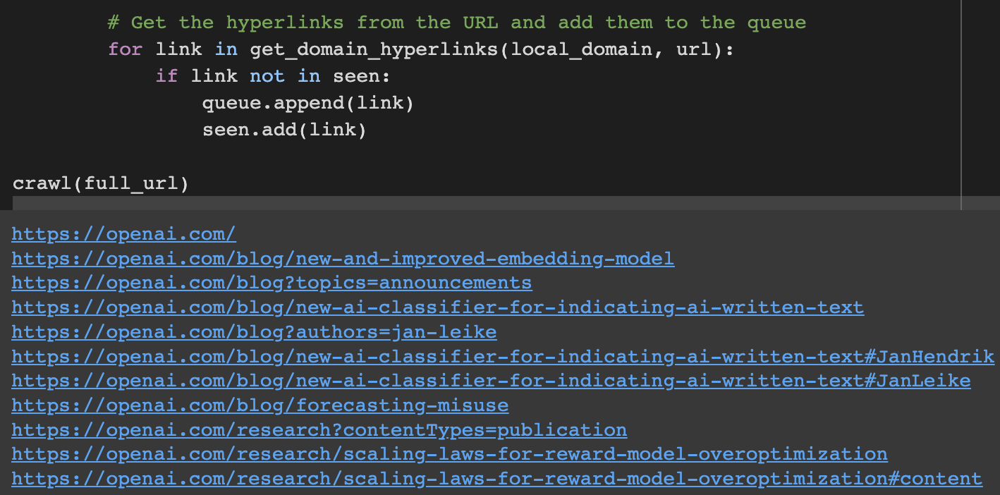 # Get the hyperlinks from the URL and add them to the queue
for link in get_domain_hyperlinks(local_domain, url):
if link not in seen:
queue.append(link)
seen.add(link)
crawl(full_url)
https://openai.com/
https://openai.com/blog/new-and-improved-embedding-model
https://openai.com/blog?topics=announcements
https://openai.com/blog/new-ai-classifier-for-indicating-ai-written-text
https://openai.com/blog?authors=jan-leike
https://openai.com/blog/new-ai-classifier-for-indicating-ai-written-text#JanHendrik
https://openai.com/blog/new-ai-classifier-for-indicating-ai-written-text#JanLeike
https://openai.com/blog/forecasting-misuse
https://openai.com/research?contentTypes=publication
https://openai.com/research/scaling-laws-for-reward-model-overoptimization
https://openai.com/research/scaling-laws-for-reward-model-overoptimization#content